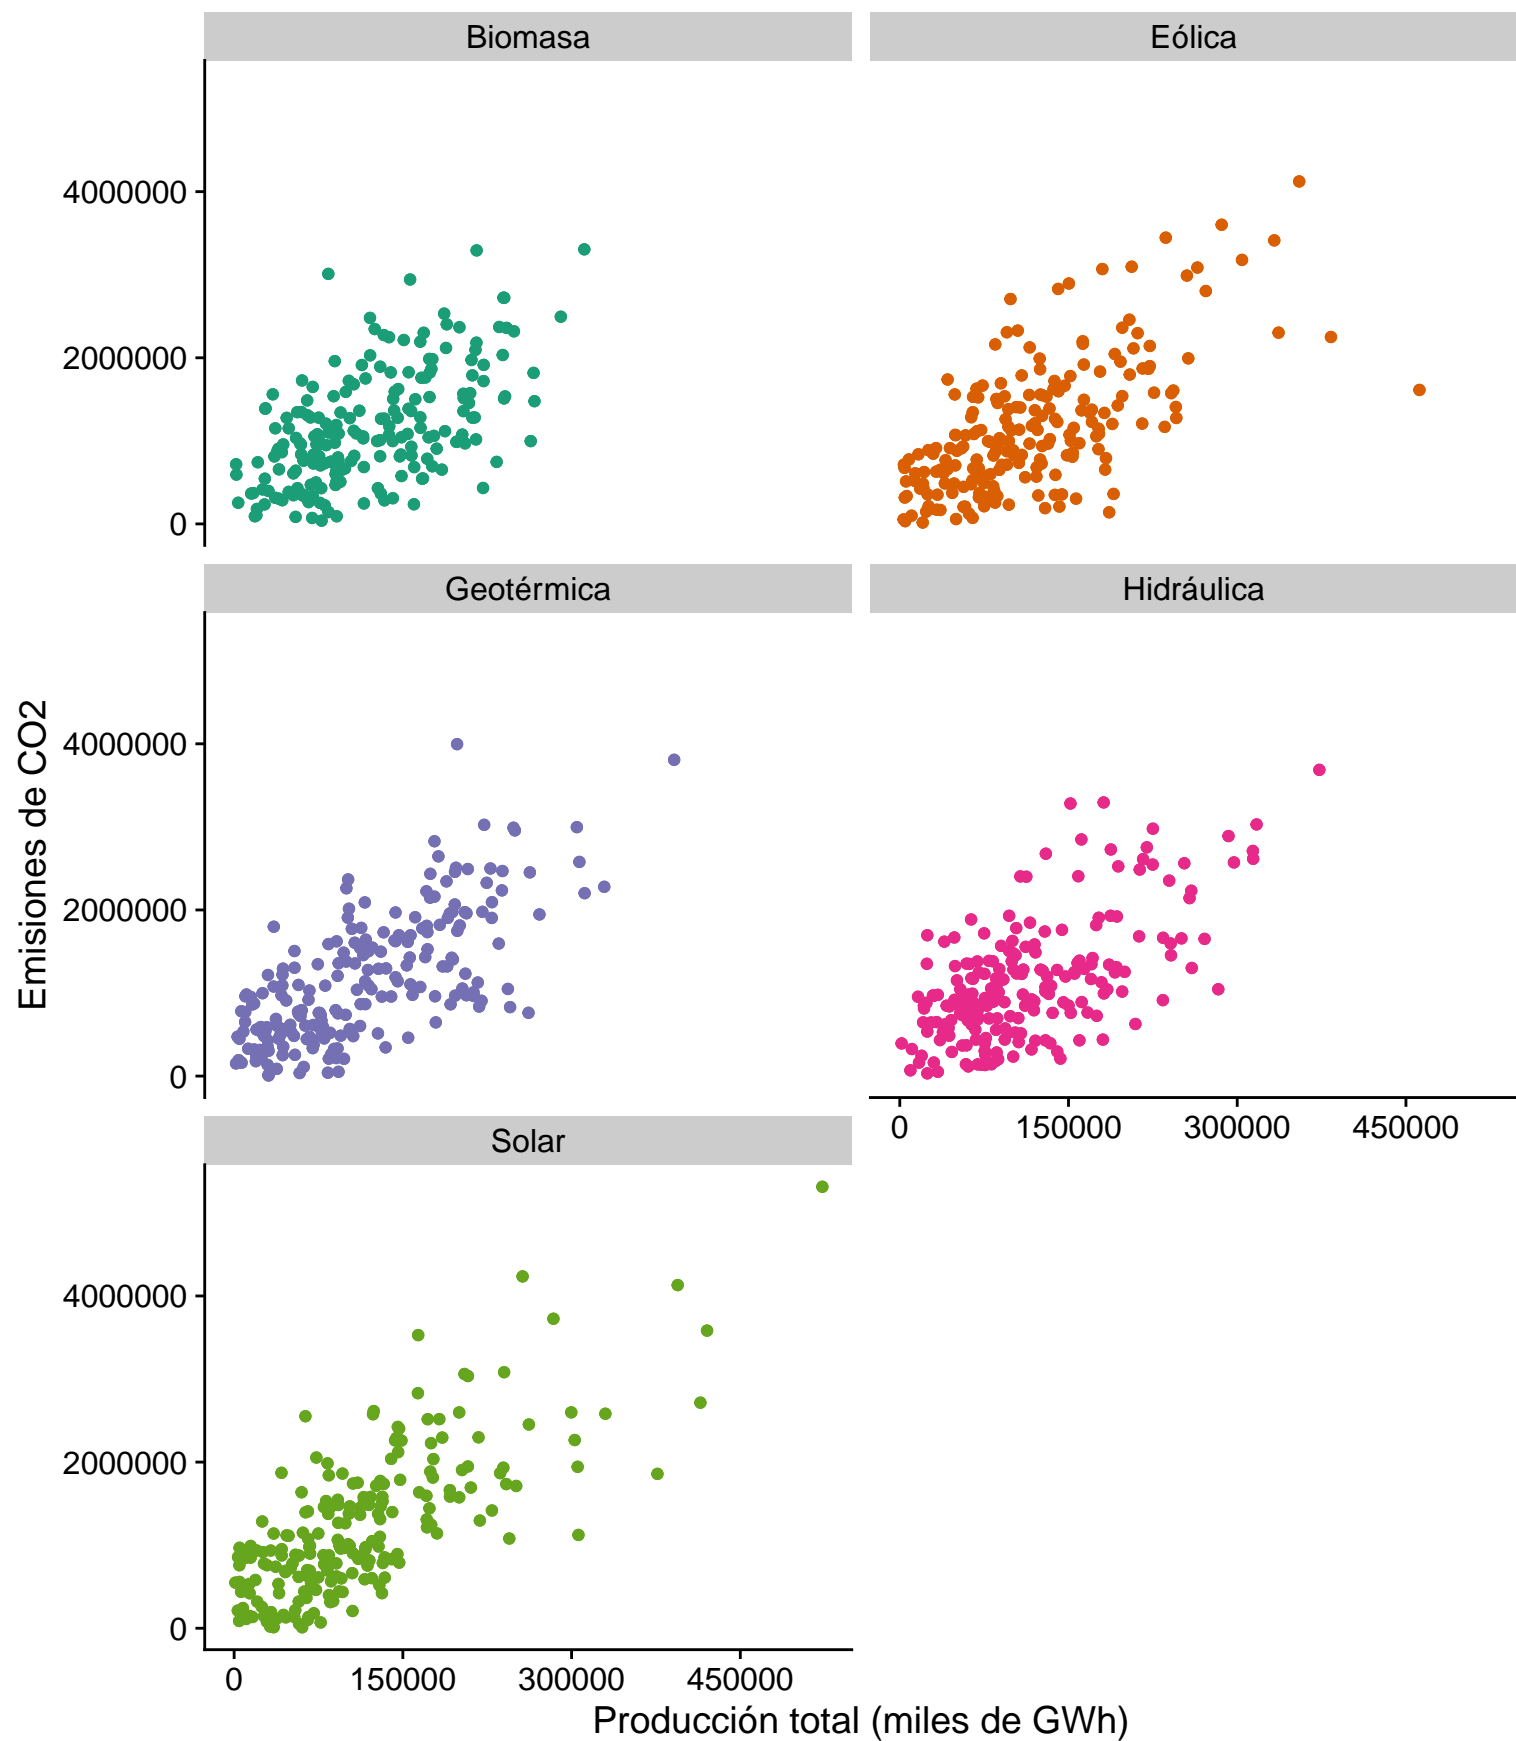 Biomasa
Eólica
4000000
2000000
0
Geotérmica
Hidráulica
Emisiones de CO2
4000000
2000000
0
0 150000 300000 450000
Solar
4000000
2000000
0
0 150000 300000 450000
Producción total (miles de GWh)